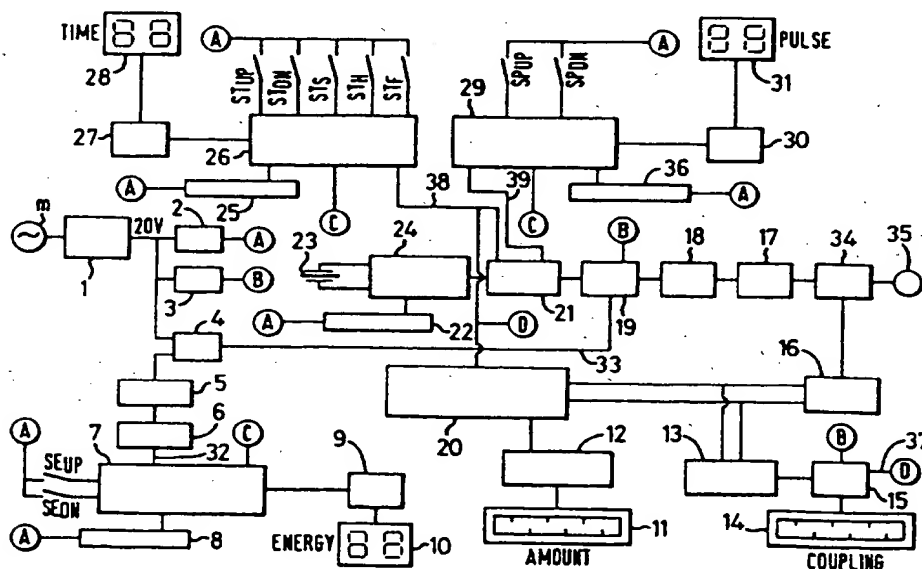 TIME
28
27
A
STUP
STDN
STS
STH
STF
26
A
25
C
29
SPUP
SPDN
A
31
PULSE
30
36
A
C
38
39
m
1
20V
2
A
3
B
4
5
6
32
23
24
A
22
D
21
B
19
18
17
34
35
33
16
20
A
7
C
SEUP
SEDN
A
8
9
ENERGY
10
12
11
AMOUNT
13
B
37
D
15
14
COUPLING